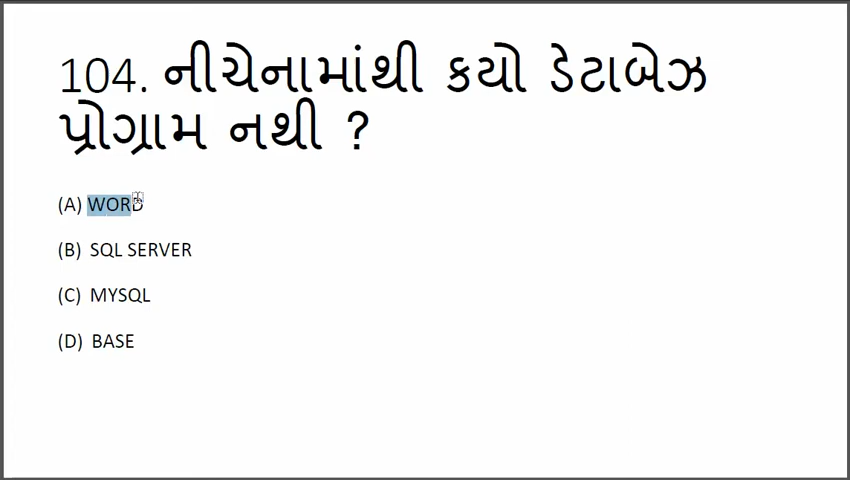 104. નીચેનામાંથી કયો ડેટાબેઝ
પ્રોગ્રામ નથી ?
(A) WORD
(B) SQL SERVER
(C) MYSQL
(D) BASE